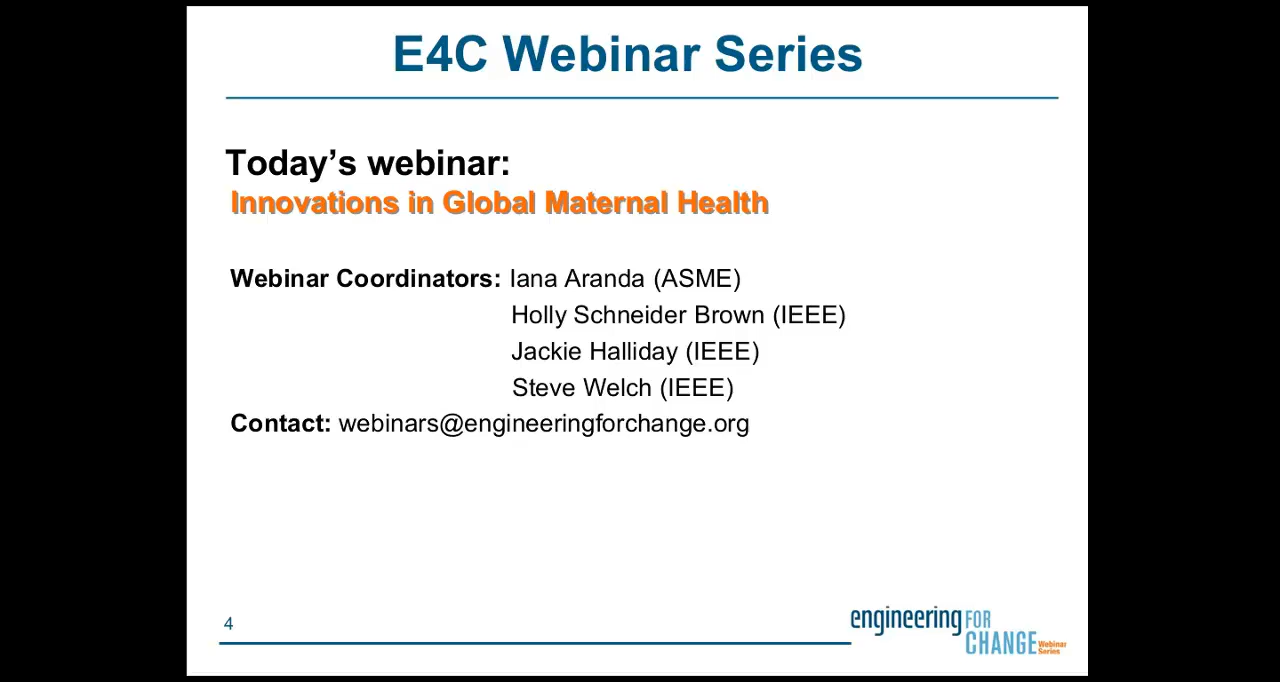 E4C Webinar Series
Today's webinar:
Innovations in Global Maternal Health
Webinar Coordinators: Iana Aranda (ASME)
Holly Schneider Brown (IEEE)
Jackie Halliday (IEEE)
Steve Welch (IEEE)
Contact: webinars@engineeringforchange.org
4
engineering FOR
CHANGE Webinar
Series